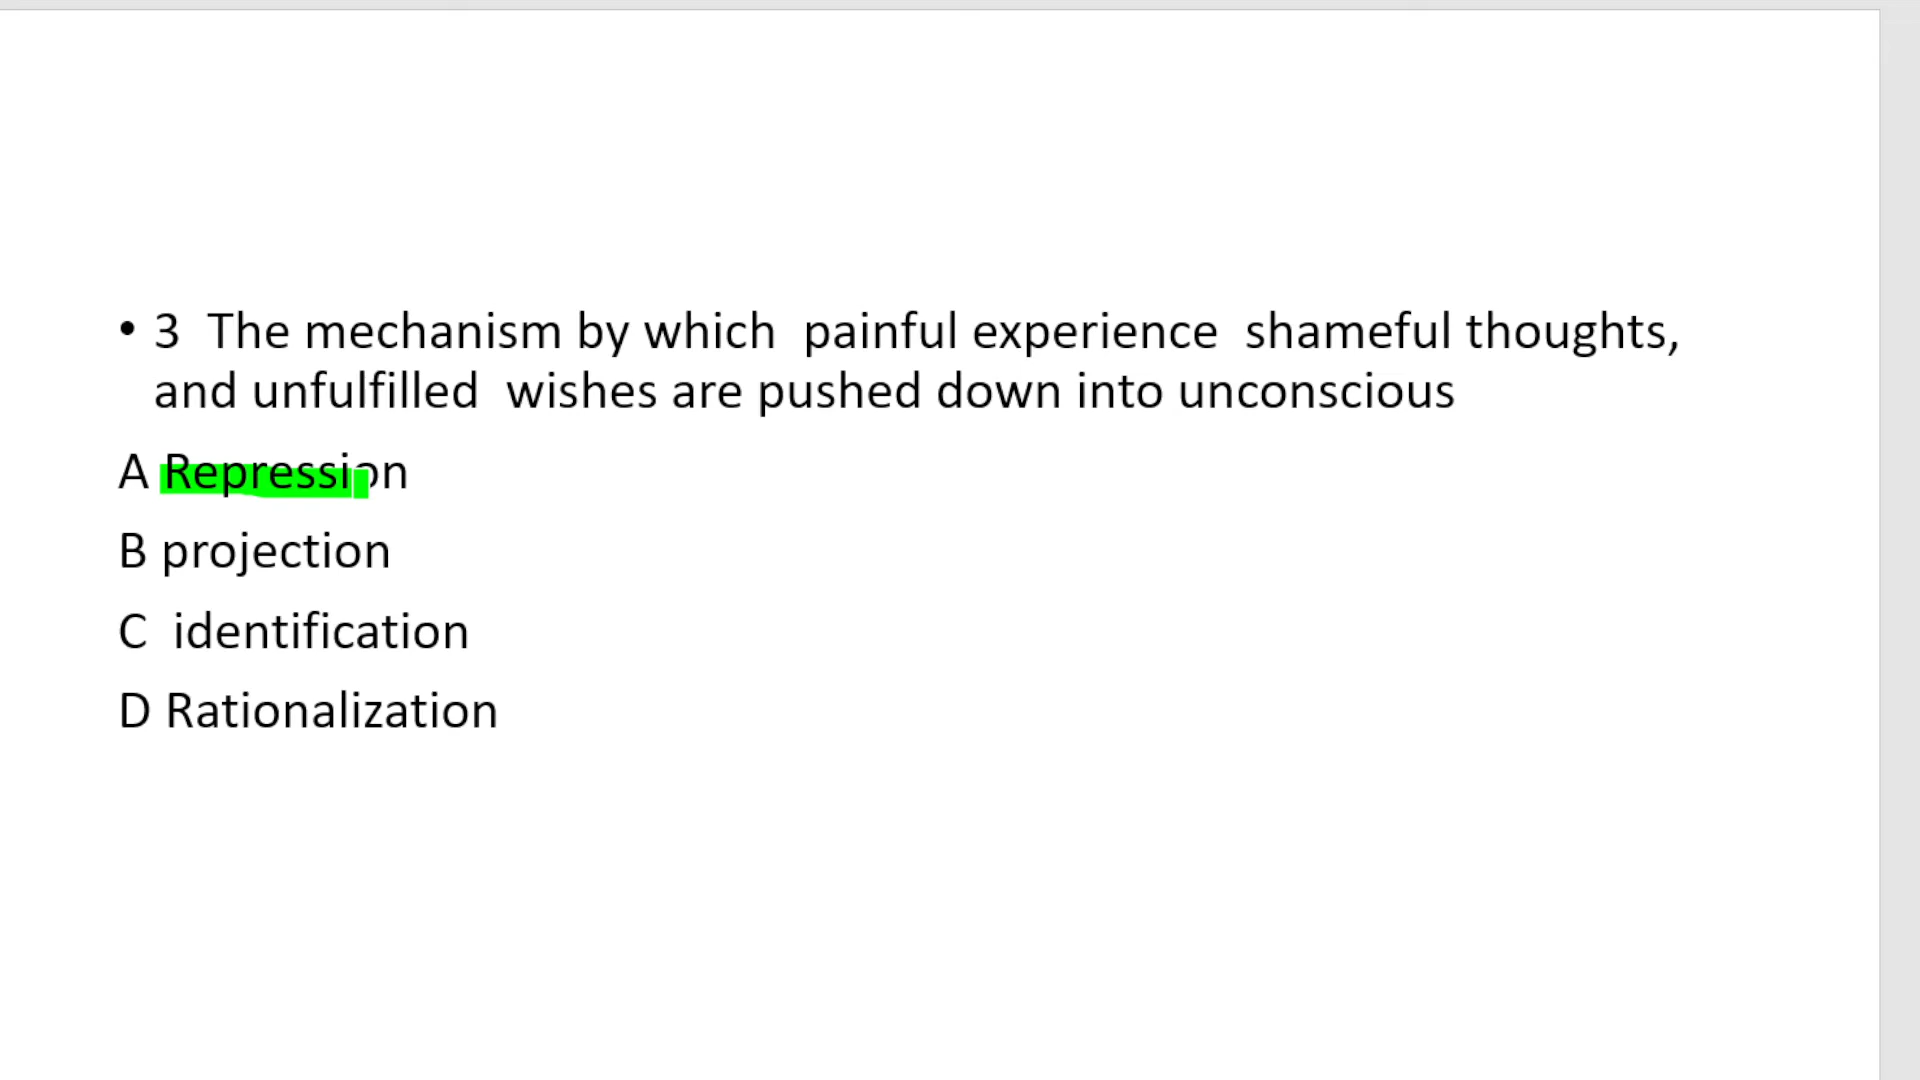 • 3 The mechanism by which painful experience shameful thoughts,
and unfulfilled wishes are pushed down into unconscious
A Repression
B projection
C identification
D Rationalization